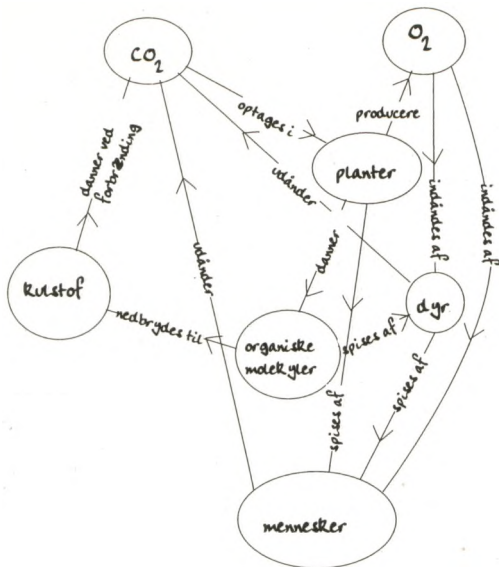 CO2
O2
optages i
producere
danner ved
forbrænding
udånder
planter
indåndes af
indåndes af
danner
kulstof
udånder
dyr
nedbrydes til
organiske
molekyler
spises af
spises af
spises af
mennesker